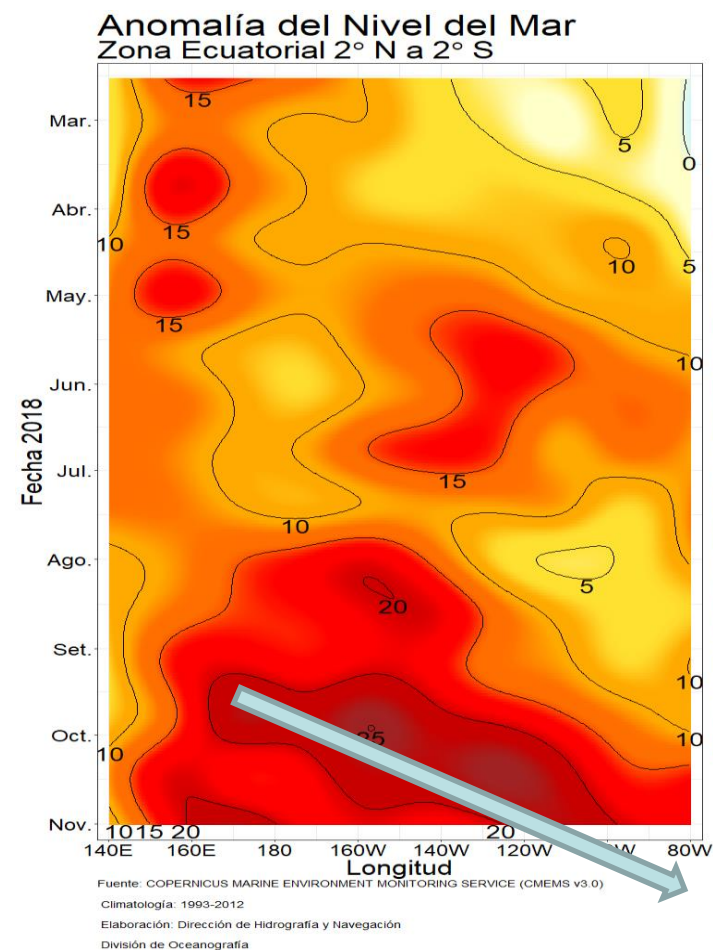 Anomalía del Nivel del Mar
Zona Ecuatorial 2° N a 2° S
15
Mar.
5
0
Abr.
15
10
10
5
May.
15
10
Jun.
Fecha 2018
Jul.
15
10
Ago.
5
20
Set.
10
Oct.
25
10
10
Nov.
10 15 20
20
140E 160E 180 160W 140W 120W 100W 80W
Longitud
Fuente: COPERNICUS MARINE ENVIRONMENT MONITORING SERVICE (CMEMS v3.0)
Climatología: 1993-2012
Elaboración: Dirección de Hidrografía y Navegación
División de Oceanografía